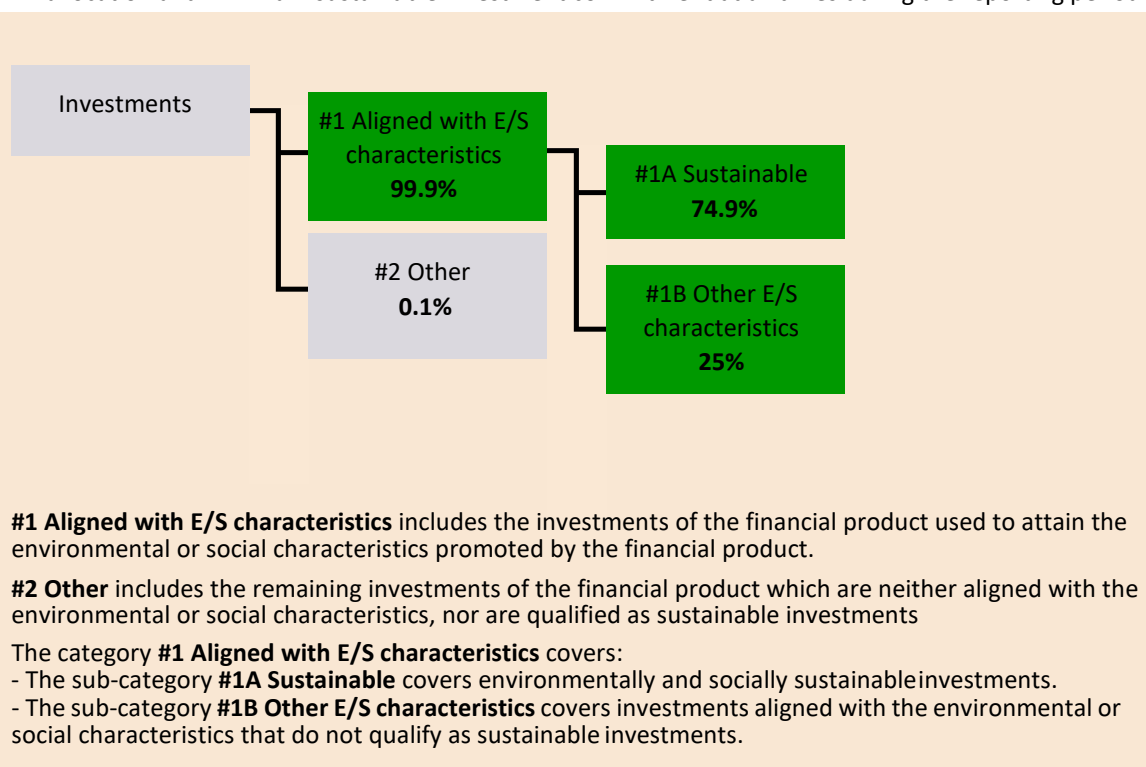 Investments
#1 Aligned with E/S
characteristics
99.9%
#1A Sustainable
74.9%
#2 Other
0.1%
#1B Other E/S
characteristics
25%
#1 Aligned with E/S characteristics includes the investments of the financial product used to attain the
environmental or social characteristics promoted by the financial product.
#2 Other includes the remaining investments of the financial product which are neither aligned with the
environmental or social characteristics, nor are qualified as sustainable investments
The category #1 Aligned with E/S characteristics covers:
- The sub-category #1A Sustainable covers environmentally and socially sustainableinvestments.
- The sub-category #1B Other E/S characteristics covers investments aligned with the environmental or
social characteristics that do not qualify as sustainable investments.